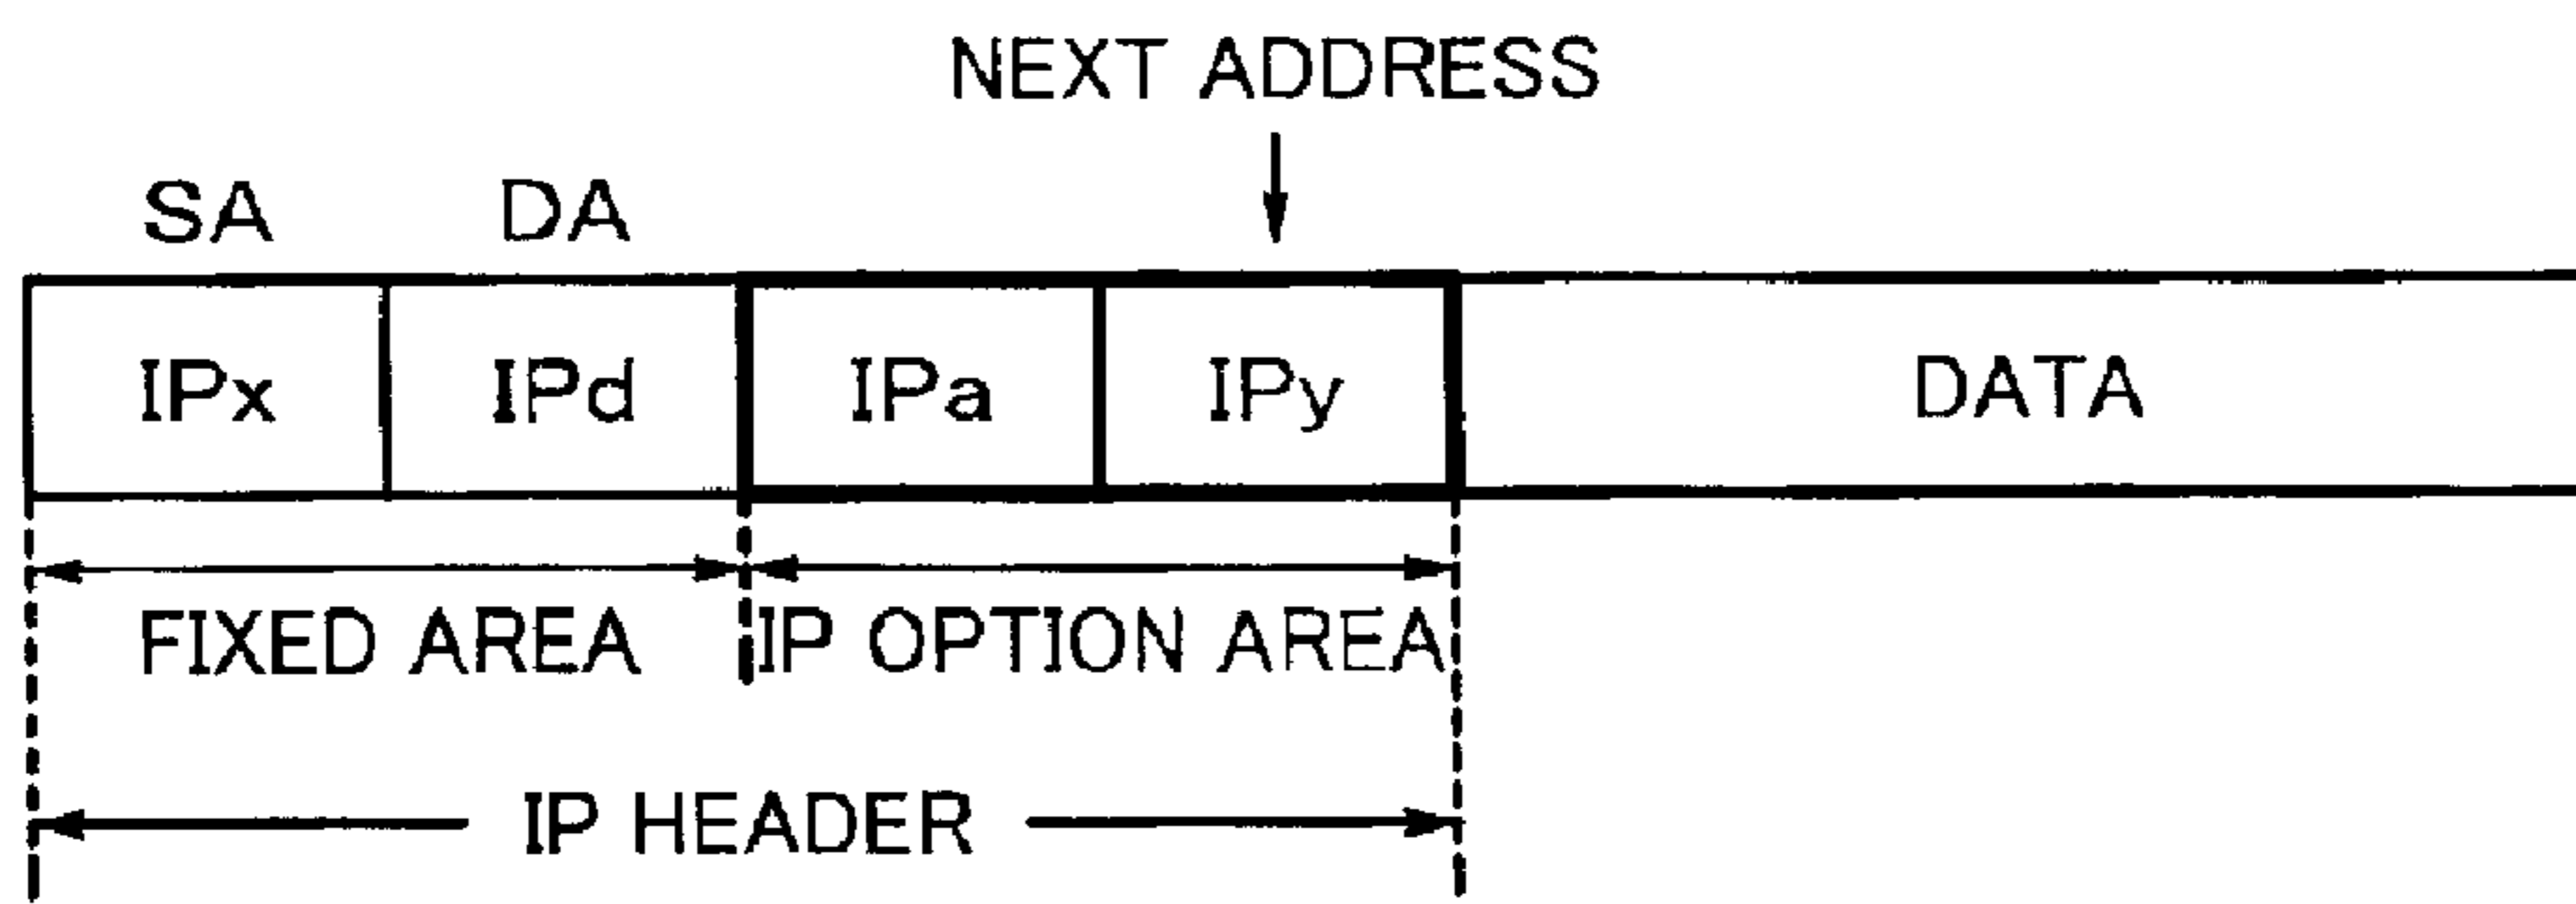 NEXT ADDRESS
SA DA
IPx IPd IPa IPy DATA
FIXED AREA IP OPTION AREA
IP HEADER